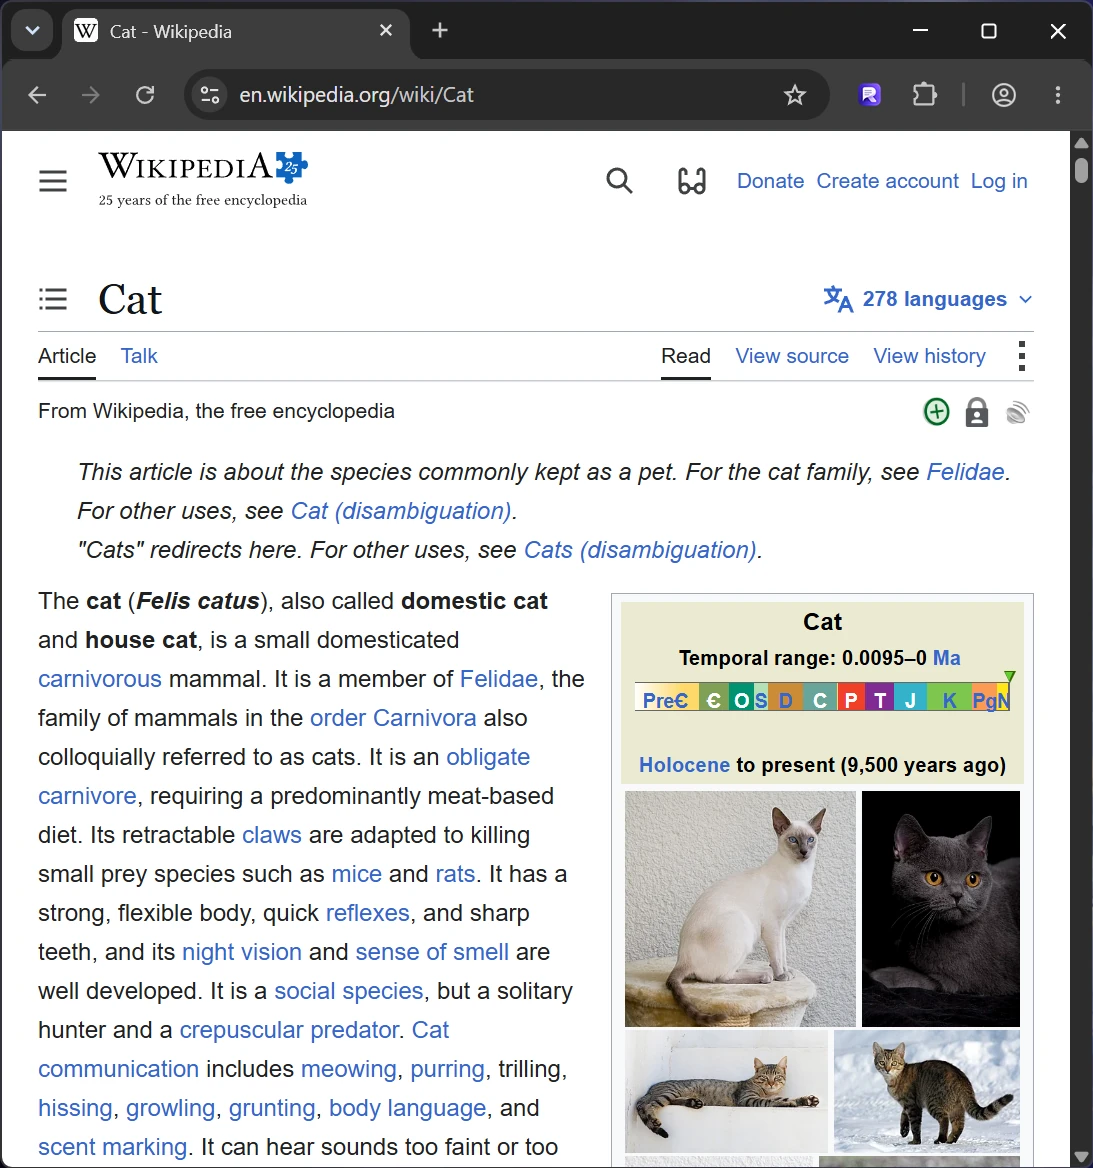 Cat - Wikipedia
en.wikipedia.org/wiki/Cat
WIKIPEDIA 25
25 years of the free encyclopedia
Donate Create account Log in
Cat
278 languages
Article Talk Read View source View history
From Wikipedia, the free encyclopedia
This article is about the species commonly kept as a pet. For the cat family, see Felidae.
For other uses, see Cat (disambiguation).
"Cats" redirects here. For other uses, see Cats (disambiguation).
The cat (Felis catus), also called domestic cat
and house cat, is a small domesticated
carnivorous mammal. It is a member of Felidae, the
family of mammals in the order Carnivora also
colloquially referred to as cats. It is an obligate
carnivore, requiring a predominantly meat-based
diet. Its retractable claws are adapted to killing
small prey species such as mice and rats. It has a
strong, flexible body, quick reflexes, and sharp
teeth, and its night vision and sense of smell are
well developed. It is a social species, but a solitary
hunter and a crepuscular predator. Cat
communication includes meowing, purring, trilling,
hissing, growling, grunting, body language, and
scent marking. It can hear sounds too faint or too
Cat
Temporal range: 0.0095–0 Ma
PreꞒ Ꞓ O S D C P T J K Pg N
Holocene to present (9,500 years ago)